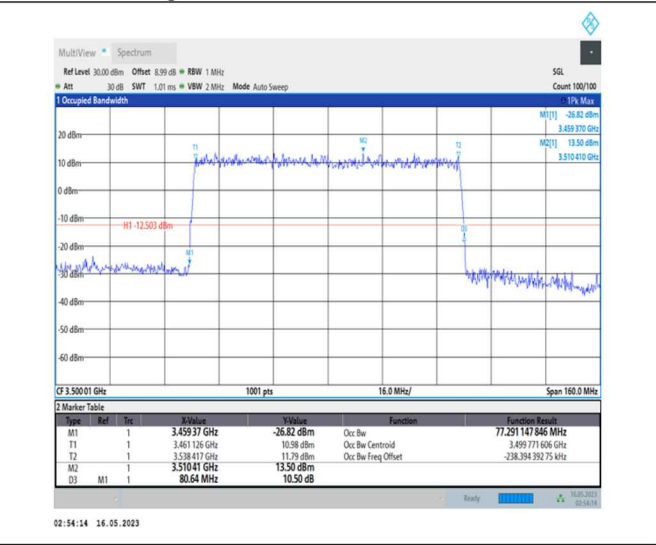 MultiView Spectrum
Ref Level 30.00 dBm Offset 8.99 dB RBW 1 MHz SGL
Att 30 dB SWT 1.01 ms VBW 2 MHz Mode Auto Sweep Count 100/100
1 Occupied Bandwidth 1Pk Max
M1[1] -26.82 dBm
3.459 370 GHz
M2[1] 13.50 dBm
3.510 410 GHz
20 dBm
T1 M2 T2
10 dBm
0 dBm
-10 dBm
H1 -12.503 dBm
D3
-20 dBm
M1
-30 dBm
-40 dBm
-50 dBm
-60 dBm
CF 3.500 01 GHz 1001 pts 16.0 MHz/ Span 160.0 MHz
2 Marker Table
Type Ref Trc X-Value Y-Value Function Function Result
M1 1 3.459 37 GHz -26.82 dBm Occ Bw 77.291 147 846 MHz
T1 1 3.461 126 GHz 10.98 dBm Occ Bw Centroid 3.499 771 606 GHz
T2 1 3.538 417 GHz 11.79 dBm Occ Bw Freq Offset -238.394 392 75 kHz
M2 1 3.510 41 GHz 13.50 dBm
D3 M1 1 80.64 MHz 10.50 dB
Ready 16.05.2023
02:54:14
02:54:14 16.05.2023